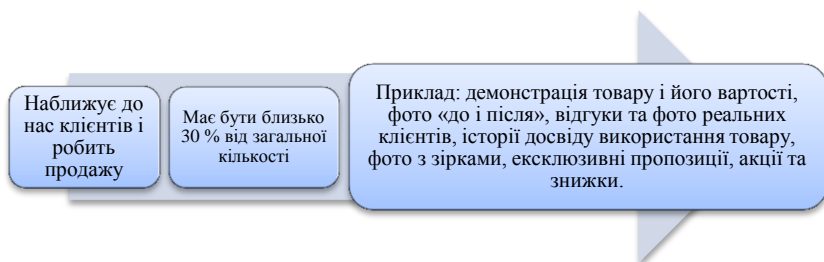 Наближує до
нас клієнтів і
робить
продажу
Має бути близько
30 % від загальної
кількості
Приклад: демонстрація товару і його вартості,
фото «до і після», відгуки та фото реальних
клієнтів, історії досвіду використання товару,
фото з зірками, ексклюзивні пропозиції, акції та
знижки.